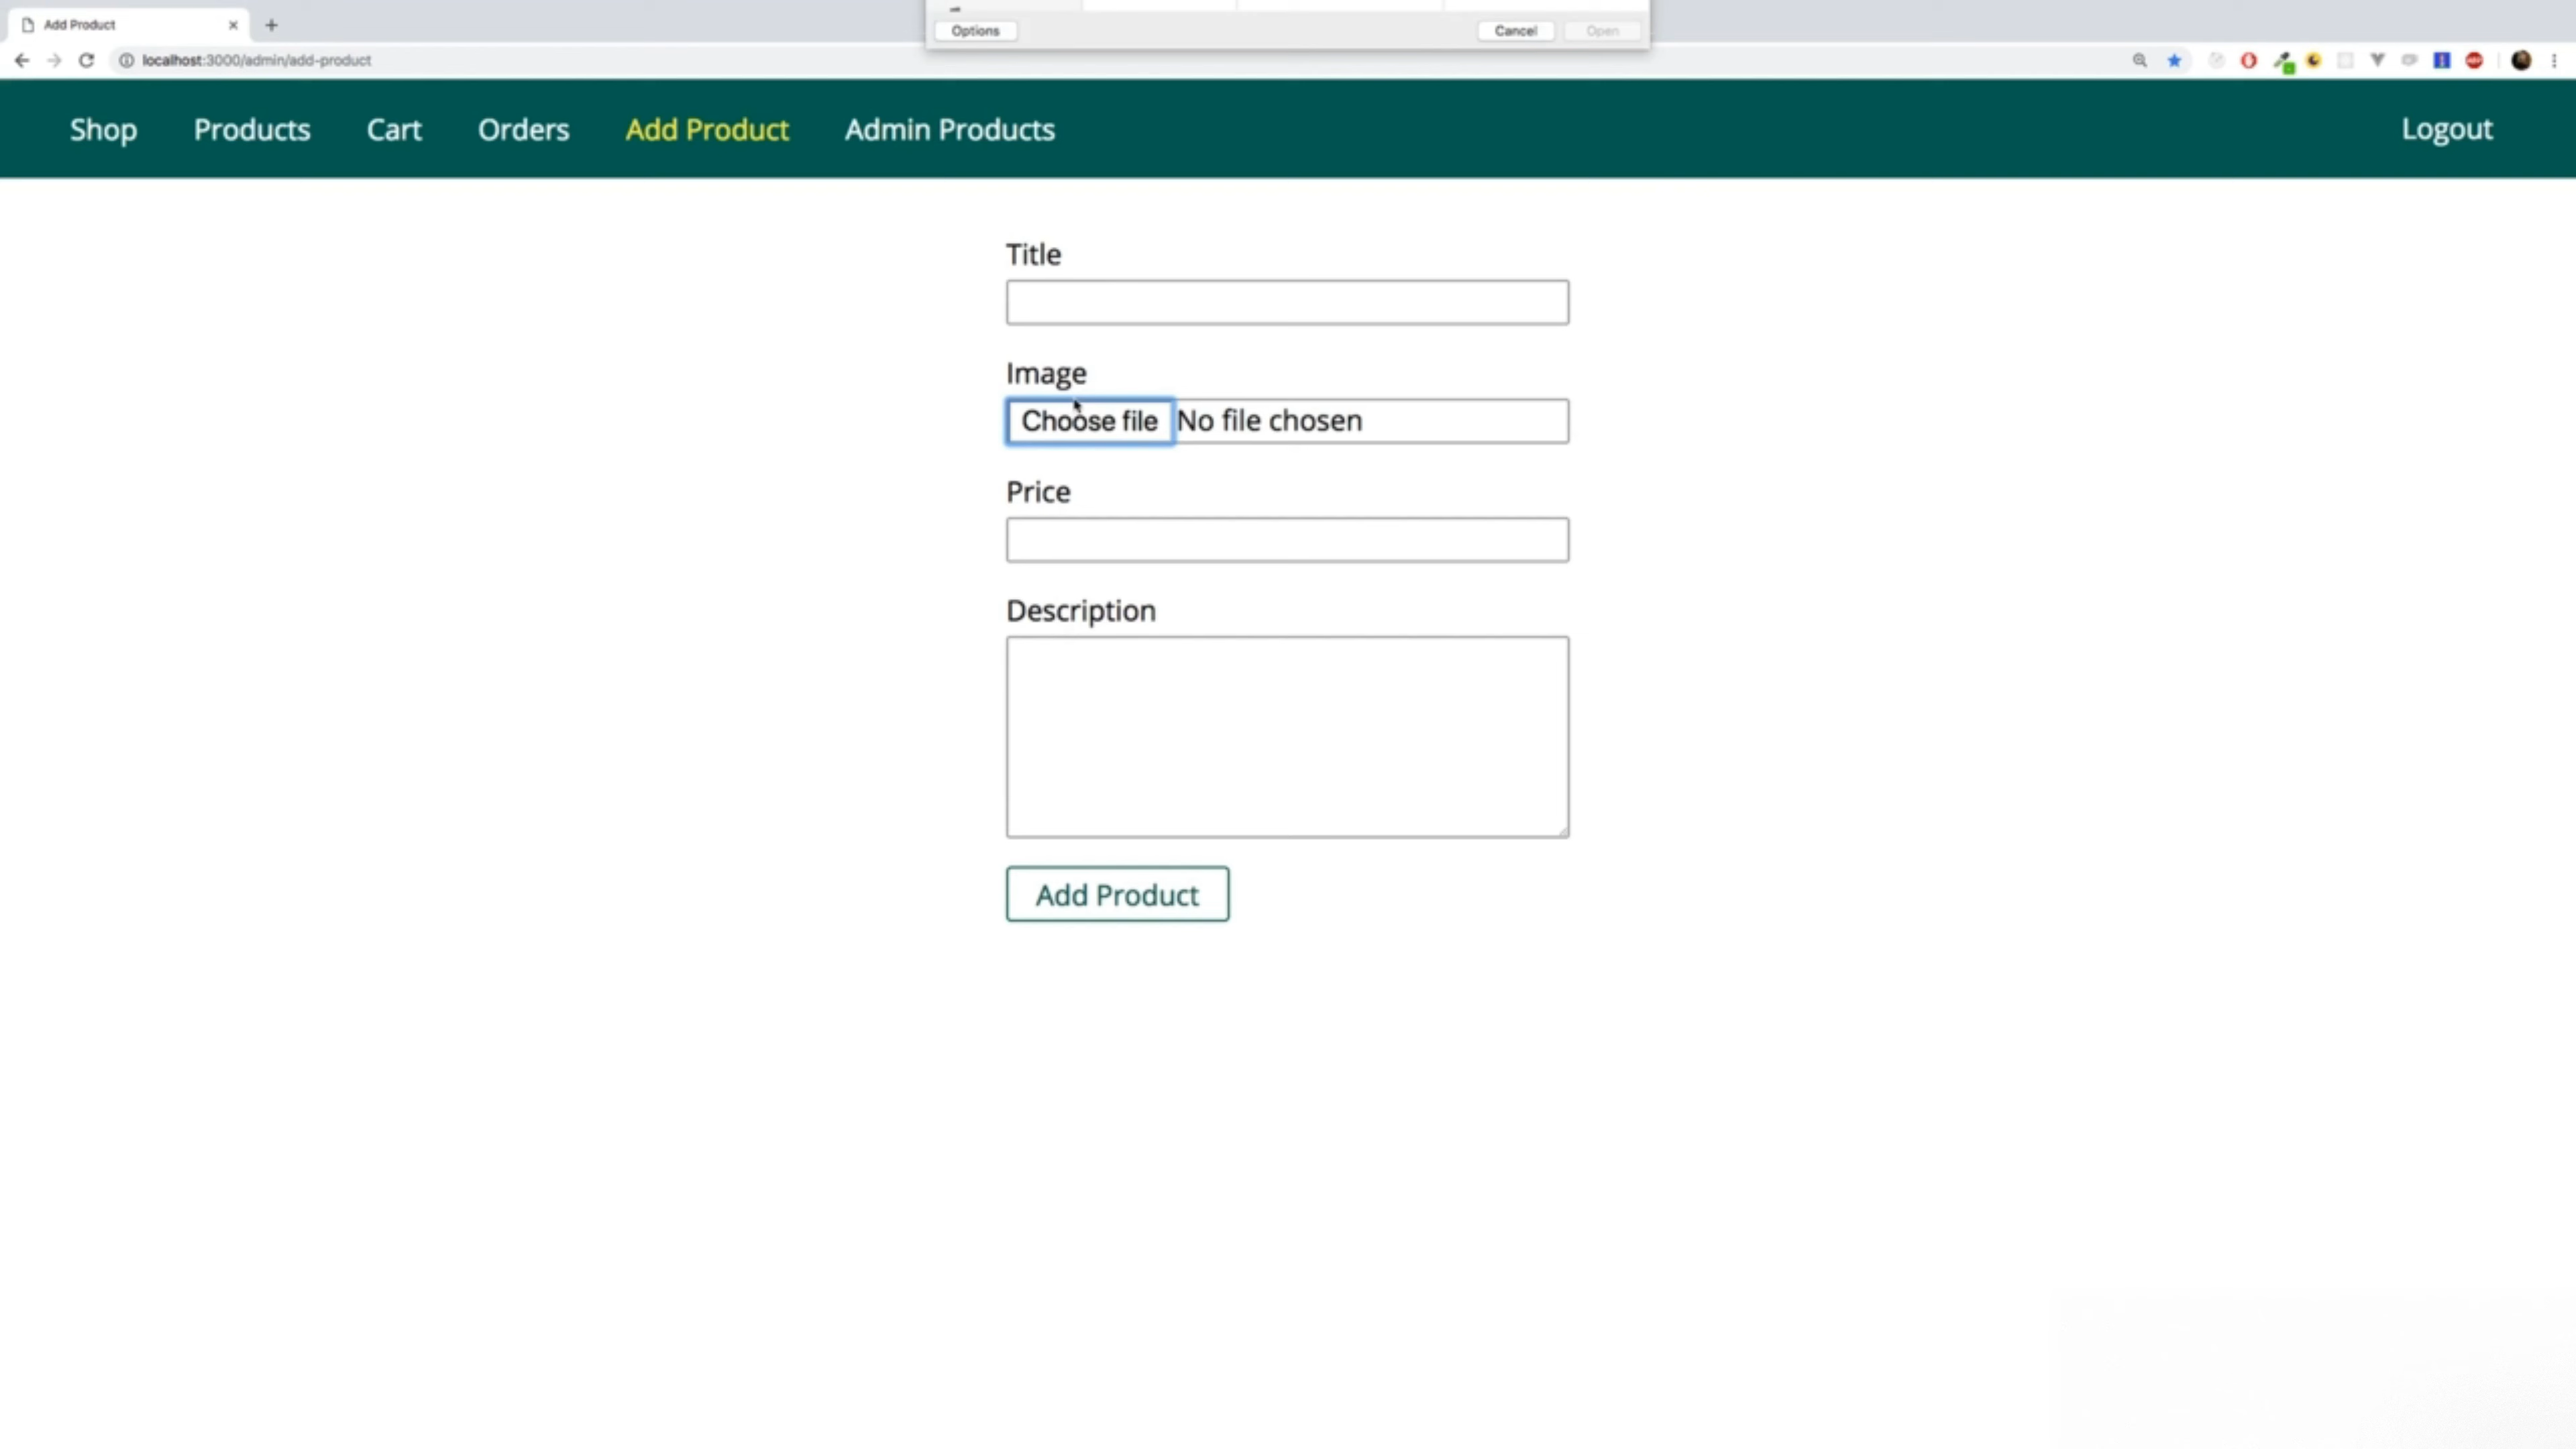 Add Product
Options Cancel Open
localhost:3000/admin/add-product
Shop Products Cart Orders Add Product Admin Products Logout
Title
Image
Choose file No file chosen
Price
Description
Add Product